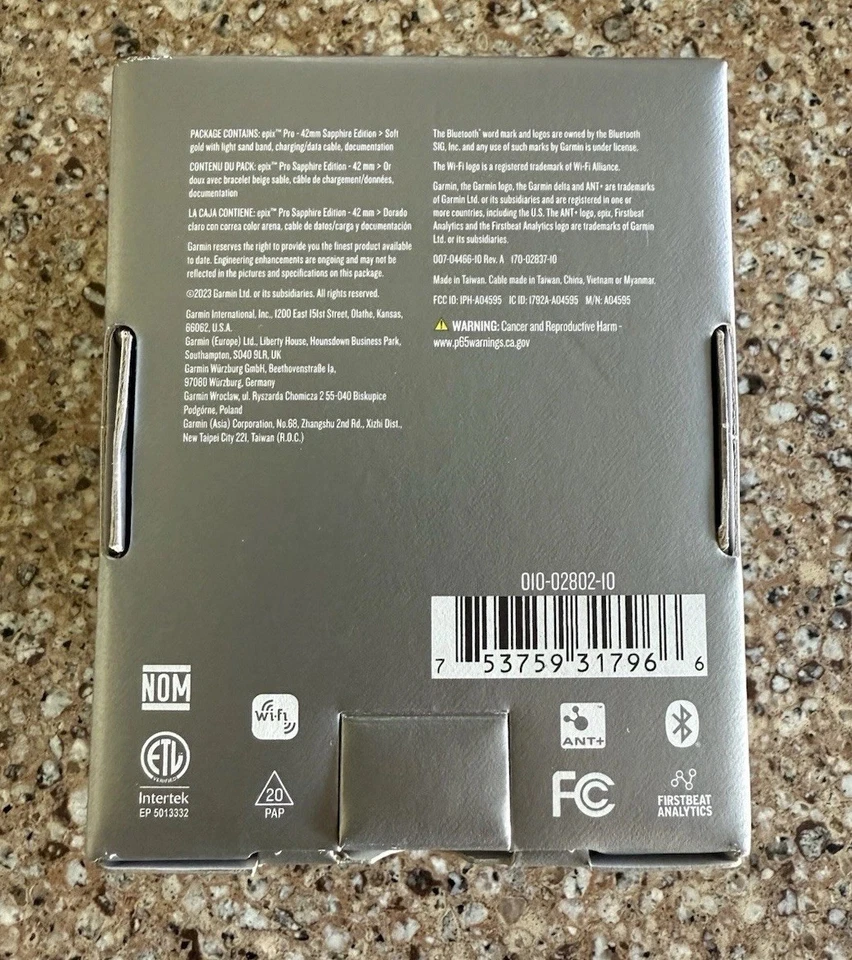 PACKAGE CONTAINS: epix™ Pro - 42mm Sapphire Edition > Soft
gold with light sand band, charging/data cable, documentation
CONTENU DU PACK: epix™ Pro Sapphire Edition - 42 mm > Or
doux avec bracelet beige sable, câble de chargement/données,
documentation
LA CAJA CONTIENE: epix™ Pro Sapphire Edition - 42 mm > Dorado
claro con correa color arena, cable de datos/carga y documentación
Garmin reserves the right to provide you the finest product available
to date. Engineering enhancements are ongoing and may not be
reflected in the pictures and specifications on this package.
©2023 Garmin Ltd. or its subsidiaries. All rights reserved.
Garmin International, Inc., 1200 East 151st Street, Olathe, Kansas,
66062, U.S.A.
Garmin (Europe) Ltd., Liberty House, Hounsdown Business Park,
Southampton, SO40 9LR, UK
Garmin Würzburg GmbH, Beethovenstraße 1a,
97080 Würzburg, Germany
Garmin Wroclaw, ul. Ryszarda Chomicza 2 55-040 Biskupice
Podgórne, Poland
Garmin (Asia) Corporation, No.68, Zhangshu 2nd Rd., Xizhi Dist.,
New Taipei City 221, Taiwan (R.O.C.)
The Bluetooth® word mark and logos are owned by the Bluetooth
SIG, Inc. and any use of such marks by Garmin is under license.
The Wi-Fi logo is a registered trademark of Wi-Fi Alliance.
Garmin, the Garmin logo, the Garmin delta and ANT+ are trademarks
of Garmin Ltd. or its subsidiaries and are registered in one or
more countries, including the U.S. The ANT+ logo, epix, Firstbeat
Analytics and the Firstbeat Analytics logo are trademarks of Garmin
Ltd. or its subsidiaries.
007-04466-10 Rev. A 170-02837-10
Made in Taiwan. Cable made in Taiwan, China, Vietnam or Myanmar.
FCC ID: IPH-A04595 IC ID: 1792A-A04595 M/N: A04595
WARNING: Cancer and Reproductive Harm -
www.p65warnings.ca.gov
010-02802-10
7 53759 31796 6
NOM
Wi-Fi
ANT+™
ETL
VERIFIED
Intertek
EP 5013332
20
PAP
FC
FIRSTBEAT
ANALYTICS